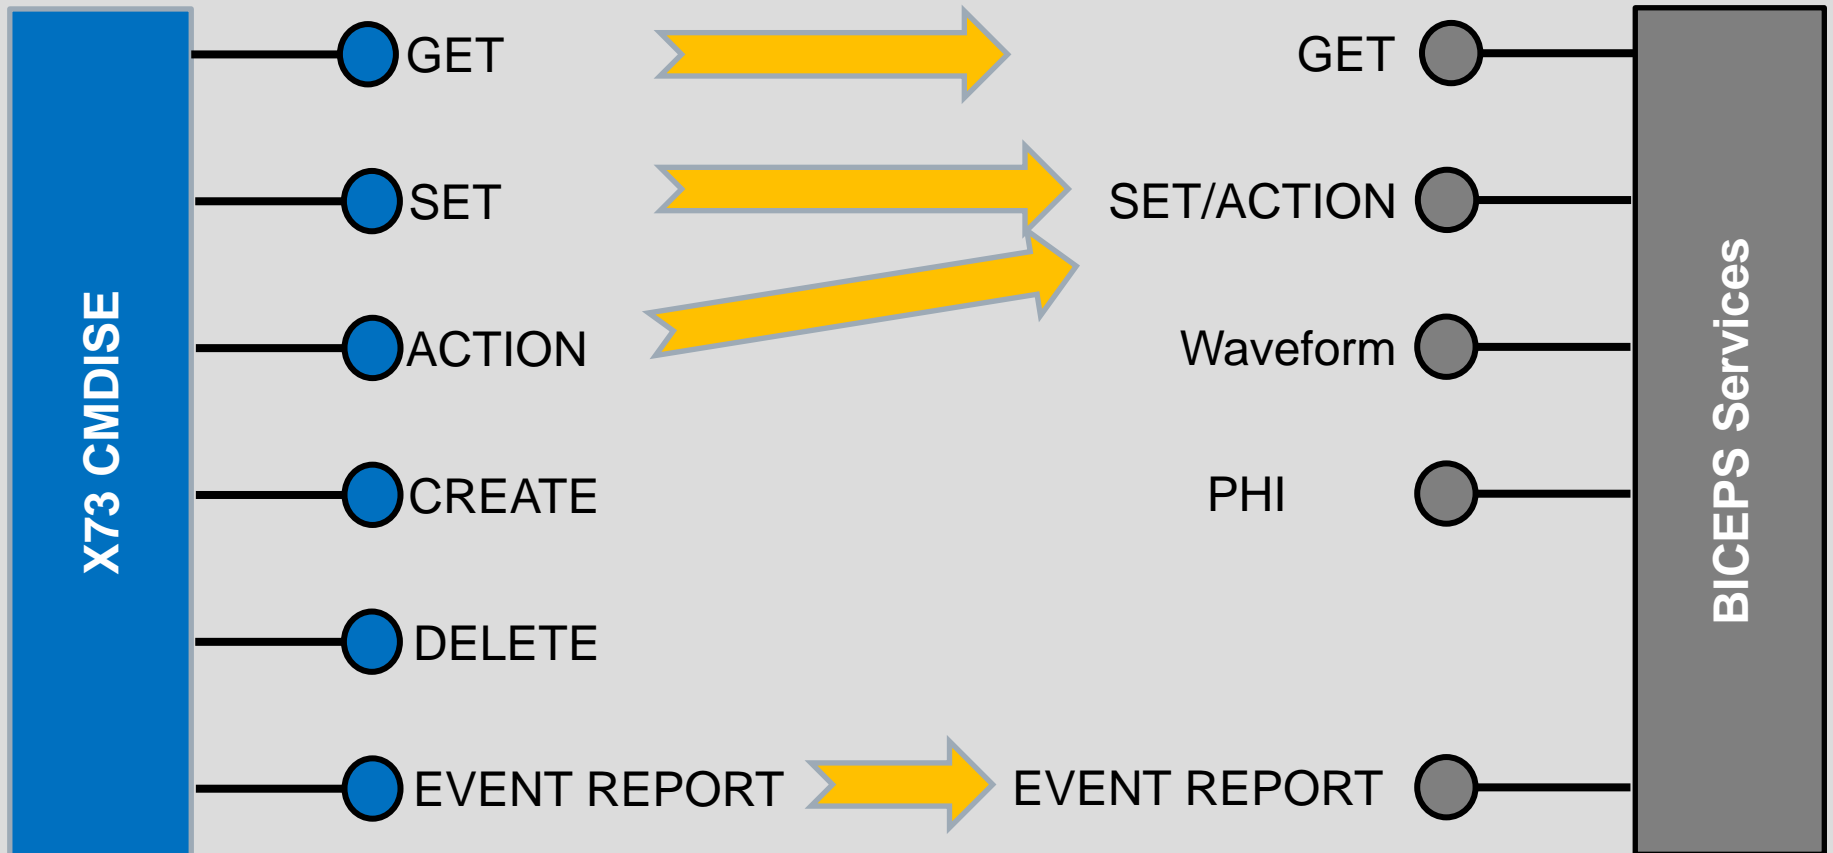 X73 CMDISE
GET
SET
ACTION
CREATE
DELETE
EVENT REPORT
GET
SET/ACTION
Waveform
PHI
EVENT REPORT
BICEPS Services